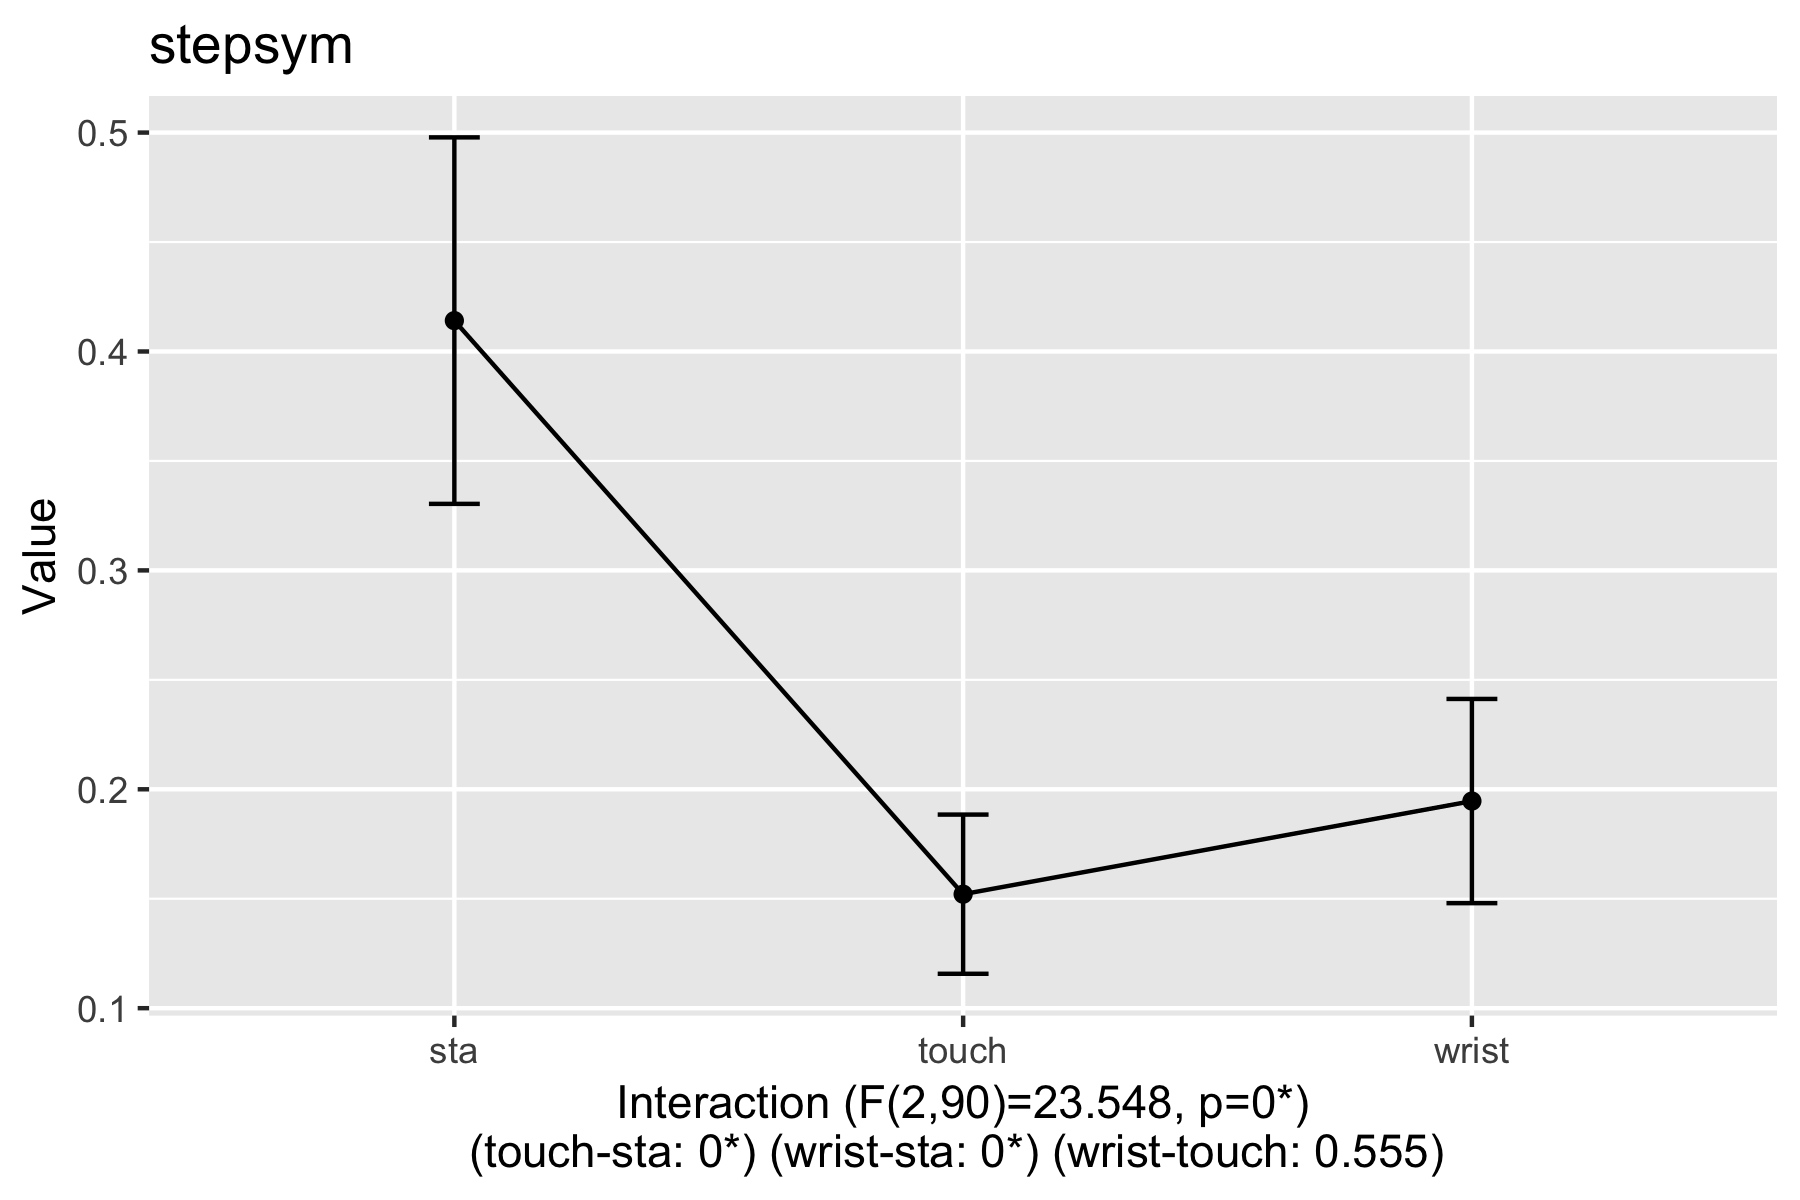 stepsym
Value
0.5
0.4
0.3
0.2
0.1
sta touch wrist
Interaction (F(2,90)=23.548, p=0*)
(touch-sta: 0*) (wrist-sta: 0*) (wrist-touch: 0.555)